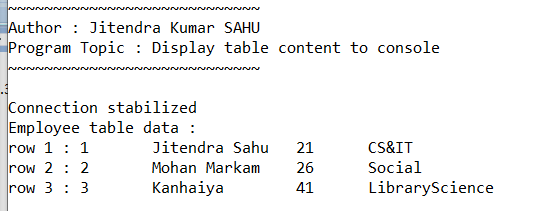 ~~~~~~~~~~~~~~~~~~~~~~~~~~~~
Author : Jitendra Kumar SAHU
Program Topic : Display table content to console
~~~~~~~~~~~~~~~~~~~~~~~~~~~~
Connection stabilized
Employee table data :
row 1 : 1       Jitendra Sahu   21      CS&IT
row 2 : 2       Mohan Markam    26      Social
row 3 : 3       Kanhaiya        41      LibraryScience